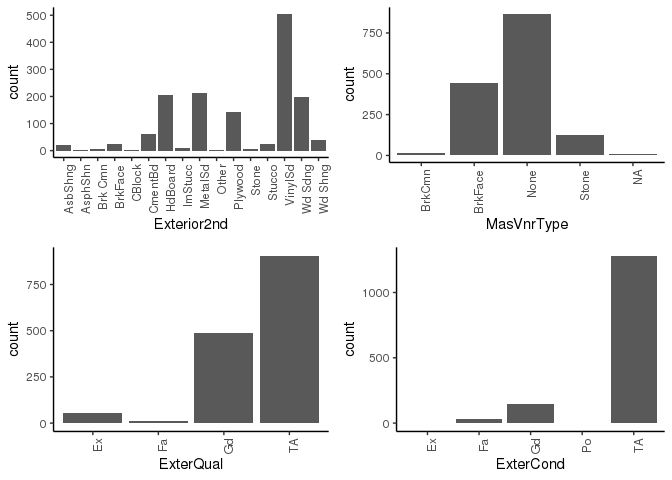 500
400
300
200
100
0
count
AsbShng
AsphShn
Brk Cmn
BrkFace
CBlock
CmentBd
HdBoard
ImStucc
MetalSd
Other
Plywood
Stone
Stucco
VinylSd
Wd Sdng
Wd Shng
Exterior2nd
750
500
250
0
count
BrkCmn
BrkFace
None
Stone
NA
MasVnrType
750
500
250
0
count
Ex
Fa
Gd
TA
ExterQual
1000
500
0
count
Ex
Fa
Gd
Po
TA
ExterCond